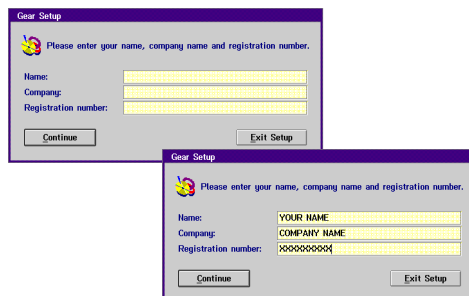 Gear Setup
Please enter your name, company name and registration number.
Name:
Company:
Registration number:
Continue Exit Setup
Gear Setup
Please enter your name, company name and registration number.
Name: YOUR NAME
Company: COMPANY NAME
Registration number: XXXXXXXXX
Continue Exit Setup